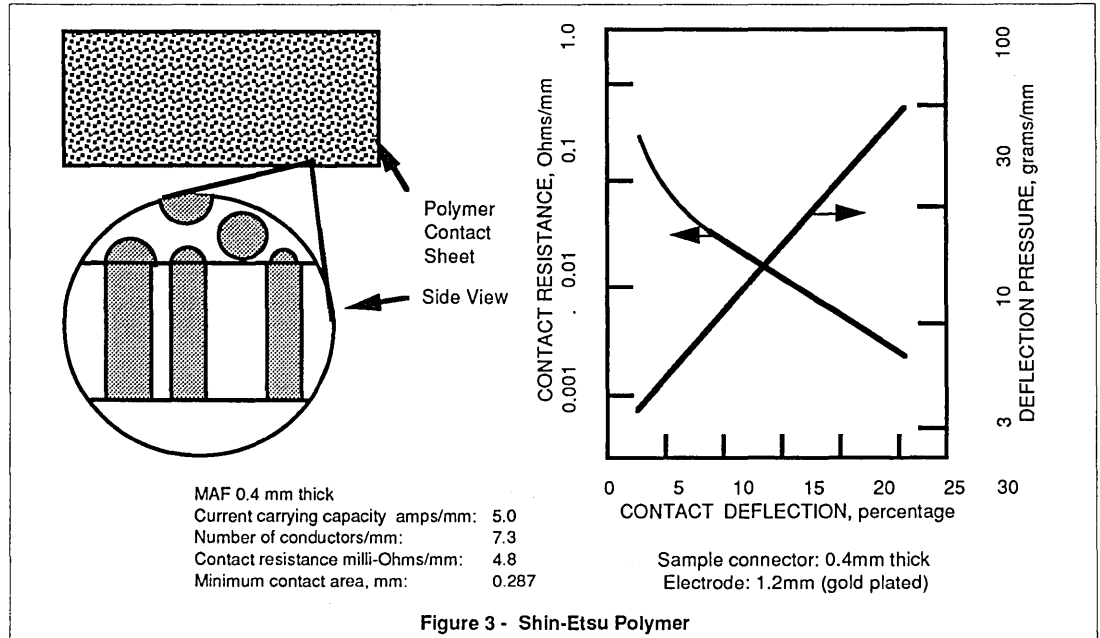 Polymer
Contact
Sheet
Side View
MAF 0.4 mm thick
Current carrying capacity amps/mm: 5.0
Number of conductors/mm: 7.3
Contact resistance milli-Ohms/mm: 4.8
Minimum contact area, mm: 0.287
CONTACT RESISTANCE, Ohms/mm
1.0
0.1
0.01
0.001
DEFLECTION PRESSURE, grams/mm
100
30
10
3
0 5 10 15 20 25 30
CONTACT DEFLECTION, percentage
Sample connector: 0.4mm thick
Electrode: 1.2mm (gold plated)
Figure 3 - Shin-Etsu Polymer